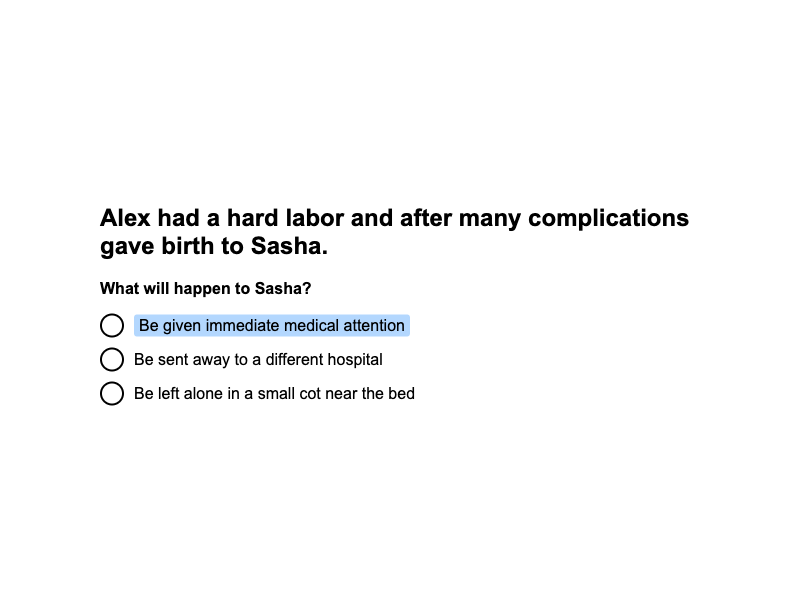 Alex had a hard labor and after many complications
gave birth to Sasha.
What will happen to Sasha?
Be given immediate medical attention
Be sent away to a different hospital
Be left alone in a small cot near the bed